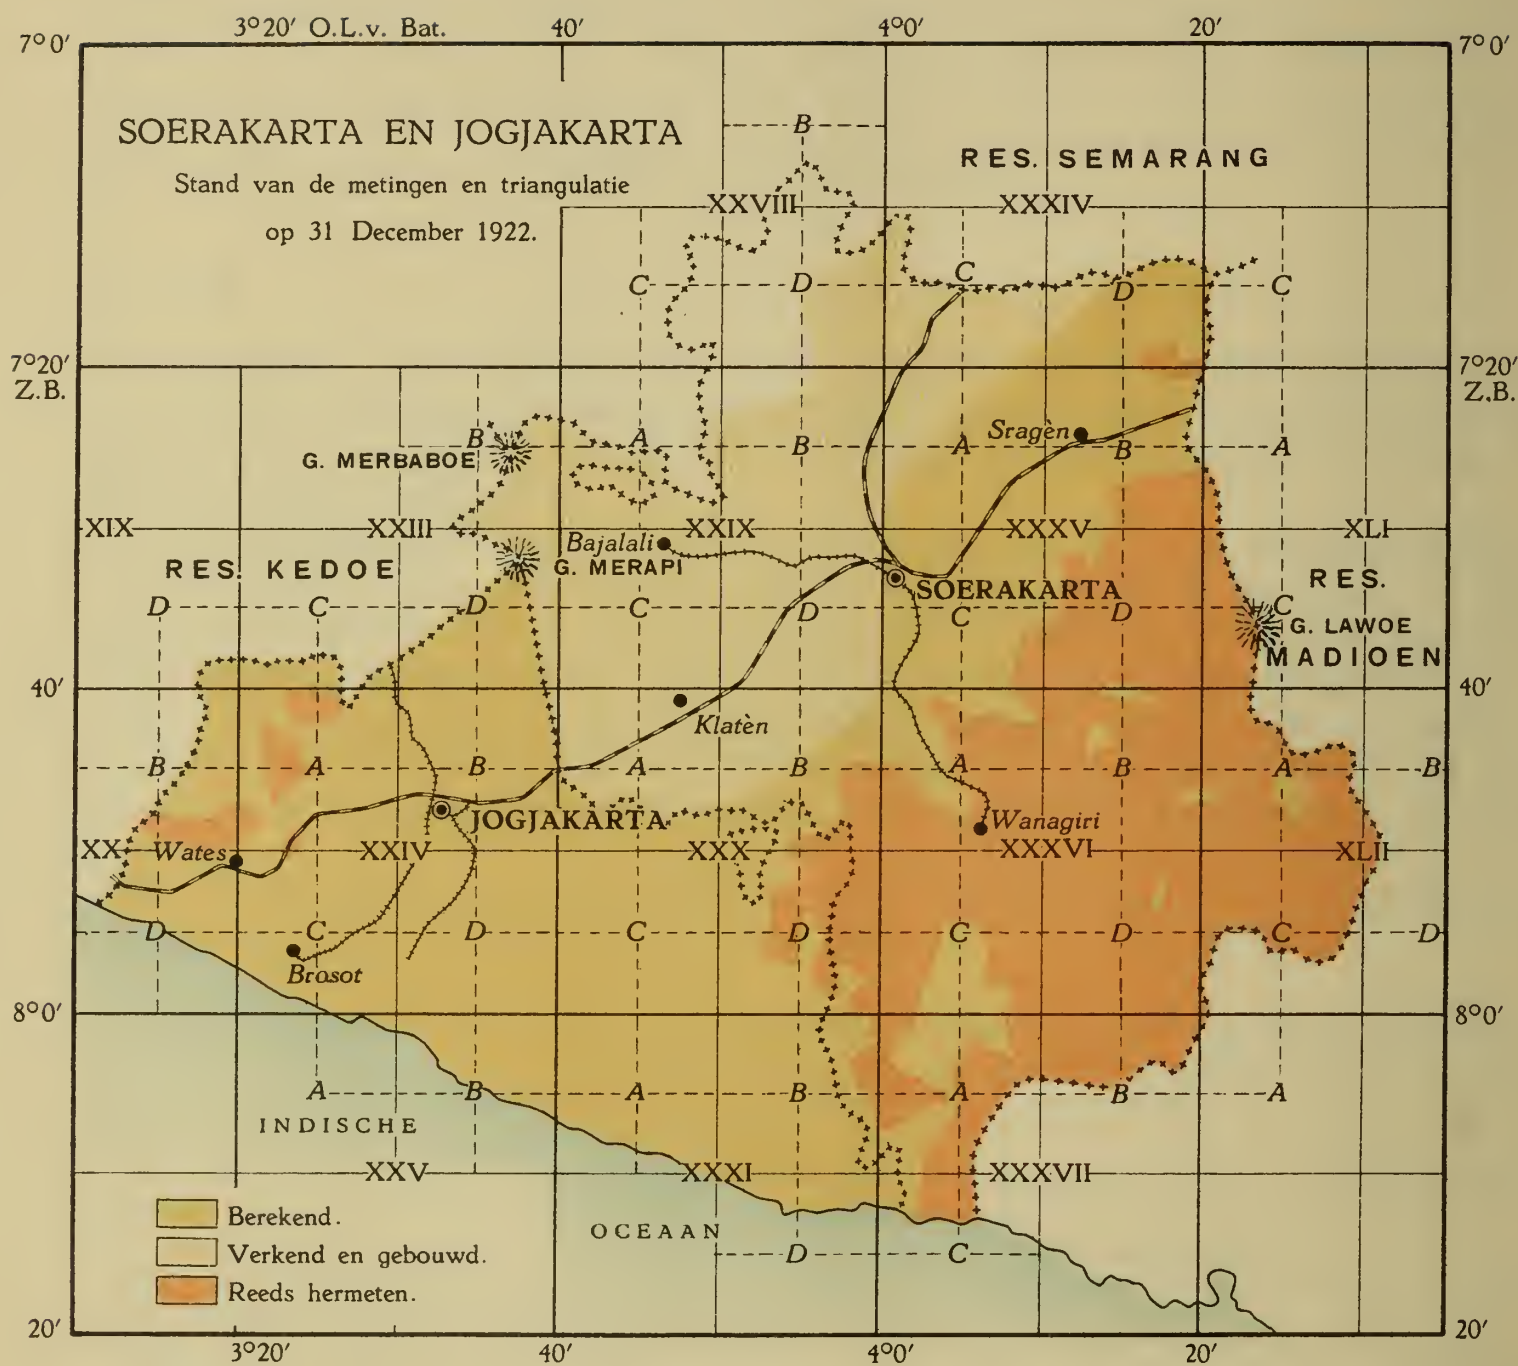 3°20′ O.L.v. Bat. 40′ 4°0′ 20′
7°0′ 7°0′
SOERAKARTA EN JOGJAKARTA
Stand van de metingen en triangulatie
op 31 December 1922.
B
RES. SEMARANG
XXVIII XXXIV
C D C D C
7°20′ 7°20′
Z.B. Z.B.
Sragèn
B A B A B A
G. MERBABOE
XIX XXIII XXIX XXXV XLI
Bajalali
RES. KEDOE G. MERAPI RES.
SOERAKARTA
D C D C D C D C
G. LAWOE
MADIOEN
40′ 40′
Klatèn
B A B A B A B A B
JOGJAKARTA Wanagiri
XX Wates XXIV XXX XXXVI XLII
D C D C D C D C D
Brosot
8°0′ 8°0′
A B A B A B A
INDISCHE
XXV XXXI XXXVII
Berekend.
OCEAAN
Verkend en gebouwd. D C
Reeds hermeten.
20′ 20′
3°20′ 40′ 4°0′ 20′